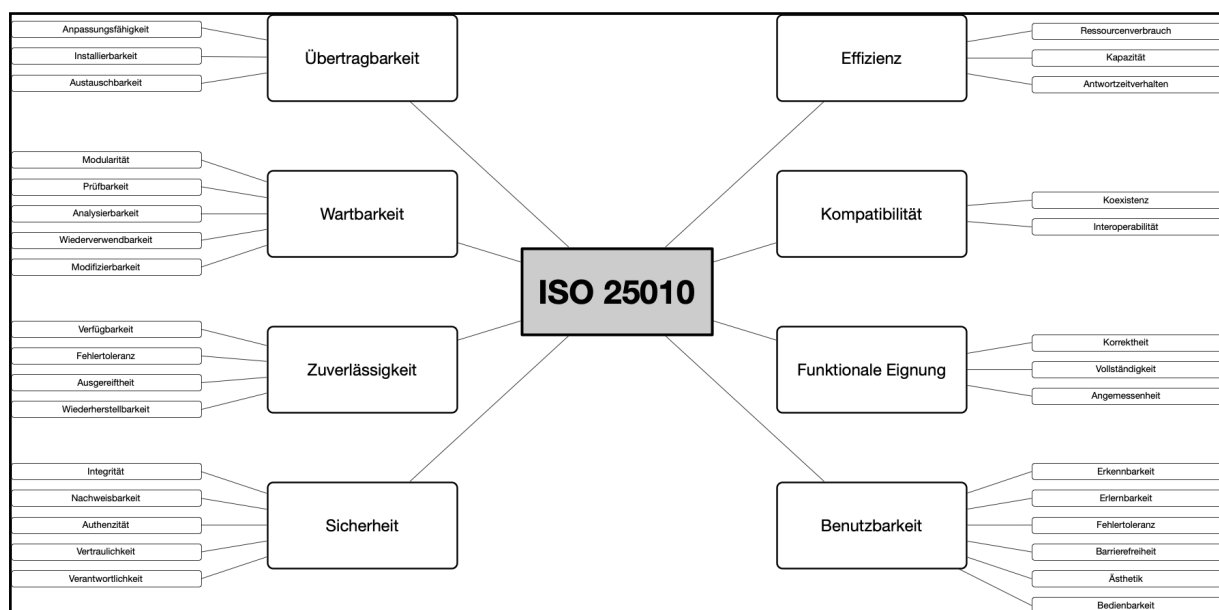 Anpassungsfähigkeit
Installierbarkeit
Austauschbarkeit
Übertragbarkeit
Modularität
Prüfbarkeit
Analysierbarkeit
Wiederverwendbarkeit
Modifizierbarkeit
Wartbarkeit
Verfügbarkeit
Fehlertoleranz
Ausgereiftheit
Wiederherstellbarkeit
Zuverlässigkeit
Integrität
Nachweisbarkeit
Authenzität
Vertraulichkeit
Verantwortlichkeit
Sicherheit
ISO 25010
Effizienz
Ressourcenverbrauch
Kapazität
Antwortzeitverhalten
Kompatibilität
Koexistenz
Interoperabilität
Funktionale Eignung
Korrektheit
Vollständigkeit
Angemessenheit
Benutzbarkeit
Erkennbarkeit
Erlernbarkeit
Fehlertoleranz
Barrierefreiheit
Ästhetik
Bedienbarkeit